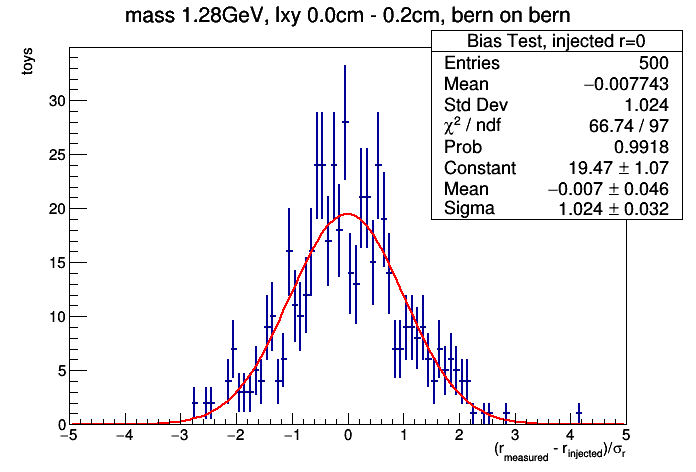 mass 1.28GeV, lxy 0.0cm - 0.2cm, bern on bern
toys
Bias Test, injected r=0
Entries 500
Mean −0.007743
Std Dev 1.024
χ² / ndf 66.74 / 97
Prob 0.9918
Constant 19.47 ± 1.07
Mean −0.007 ± 0.046
Sigma 1.024 ± 0.032
30
25
20
15
10
5
0
−5 −4 −3 −2 −1 0 1 2 3 4 5
(r_measured - r_injected)/σ_r